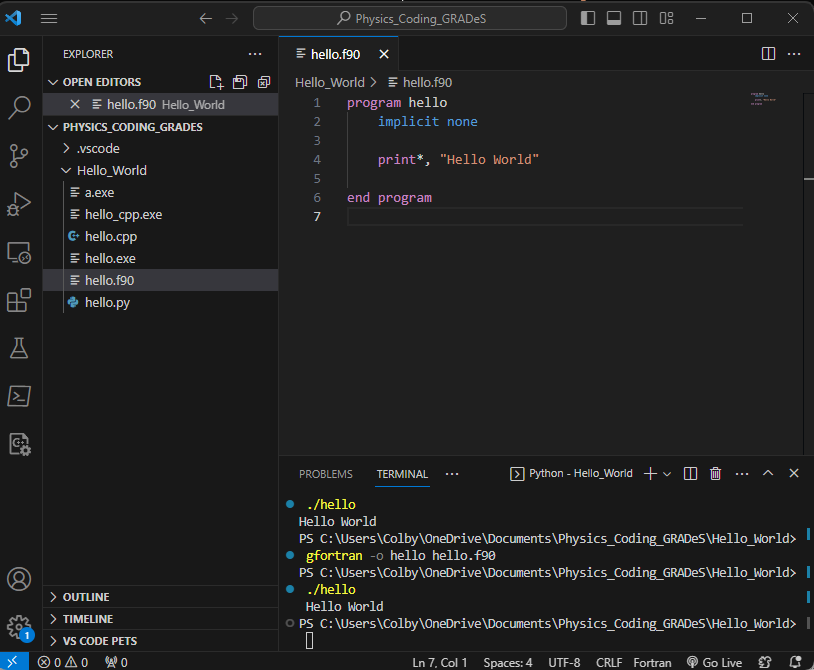 Physics_Coding_GRADeS
EXPLORER
OPEN EDITORS
hello.f90 Hello_World
PHYSICS_CODING_GRADES
.vscode
Hello_World
a.exe
hello_cpp.exe
hello.cpp
hello.exe
hello.f90
hello.py
OUTLINE
TIMELINE
VS CODE PETS
hello.f90
Hello_World > hello.f90
1 program hello
2 implicit none
3
4 print*, "Hello World"
5
6 end program
7
PROBLEMS TERMINAL Python - Hello_World
./hello
Hello World
PS C:\Users\Colby\OneDrive\Documents\Physics_Coding_GRADeS\Hello_World>
gfortran -o hello hello.f90
PS C:\Users\Colby\OneDrive\Documents\Physics_Coding_GRADeS\Hello_World>
./hello
Hello World
PS C:\Users\Colby\OneDrive\Documents\Physics_Coding_GRADeS\Hello_World>
1
0 0 0 Ln 7, Col 1 Spaces: 4 UTF-8 CRLF Fortran Go Live